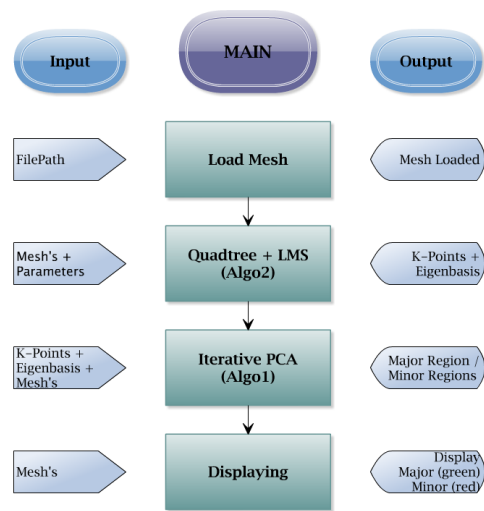 Input
MAIN
Output
FilePath
Load Mesh
Mesh Loaded
Mesh's +
Parameters
Quadtree + LMS
(Algo2)
K-Points +
Eigenbasis
K-Points +
Eigenbasis +
Mesh's
Iterative PCA
(Algo1)
Major Region /
Minor Regions
Mesh's
Displaying
Display
Major (green)
Minor (red)